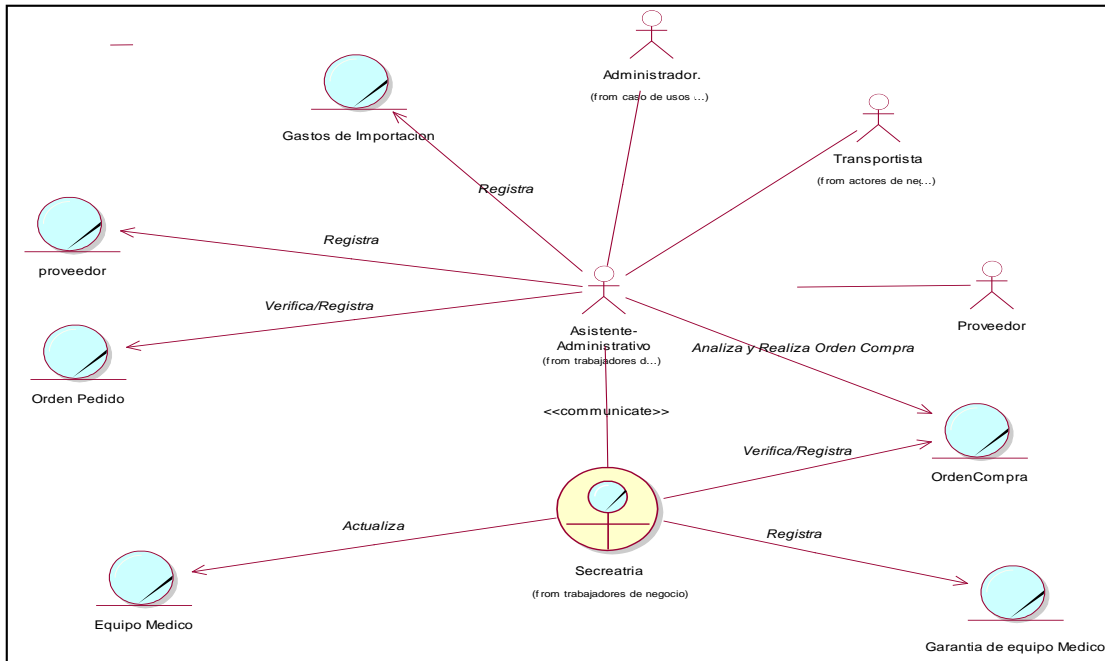 Administrador.
(from caso de usos ...)
Gastos de Importacion
Transportista
(from actores de neg...)
Registra
Registra
proveedor
Verifica/Registra
Proveedor
Asistente-
Administrativo
(from trabajadores d...)
Analiza y Realiza Orden Compra
Orden Pedido
<<communicate>>
Verifica/Registra
OrdenCompra
Actualiza
Registra
Secreatria
(from trabajadores de negocio)
Equipo Medico
Garantia de equipo Medico